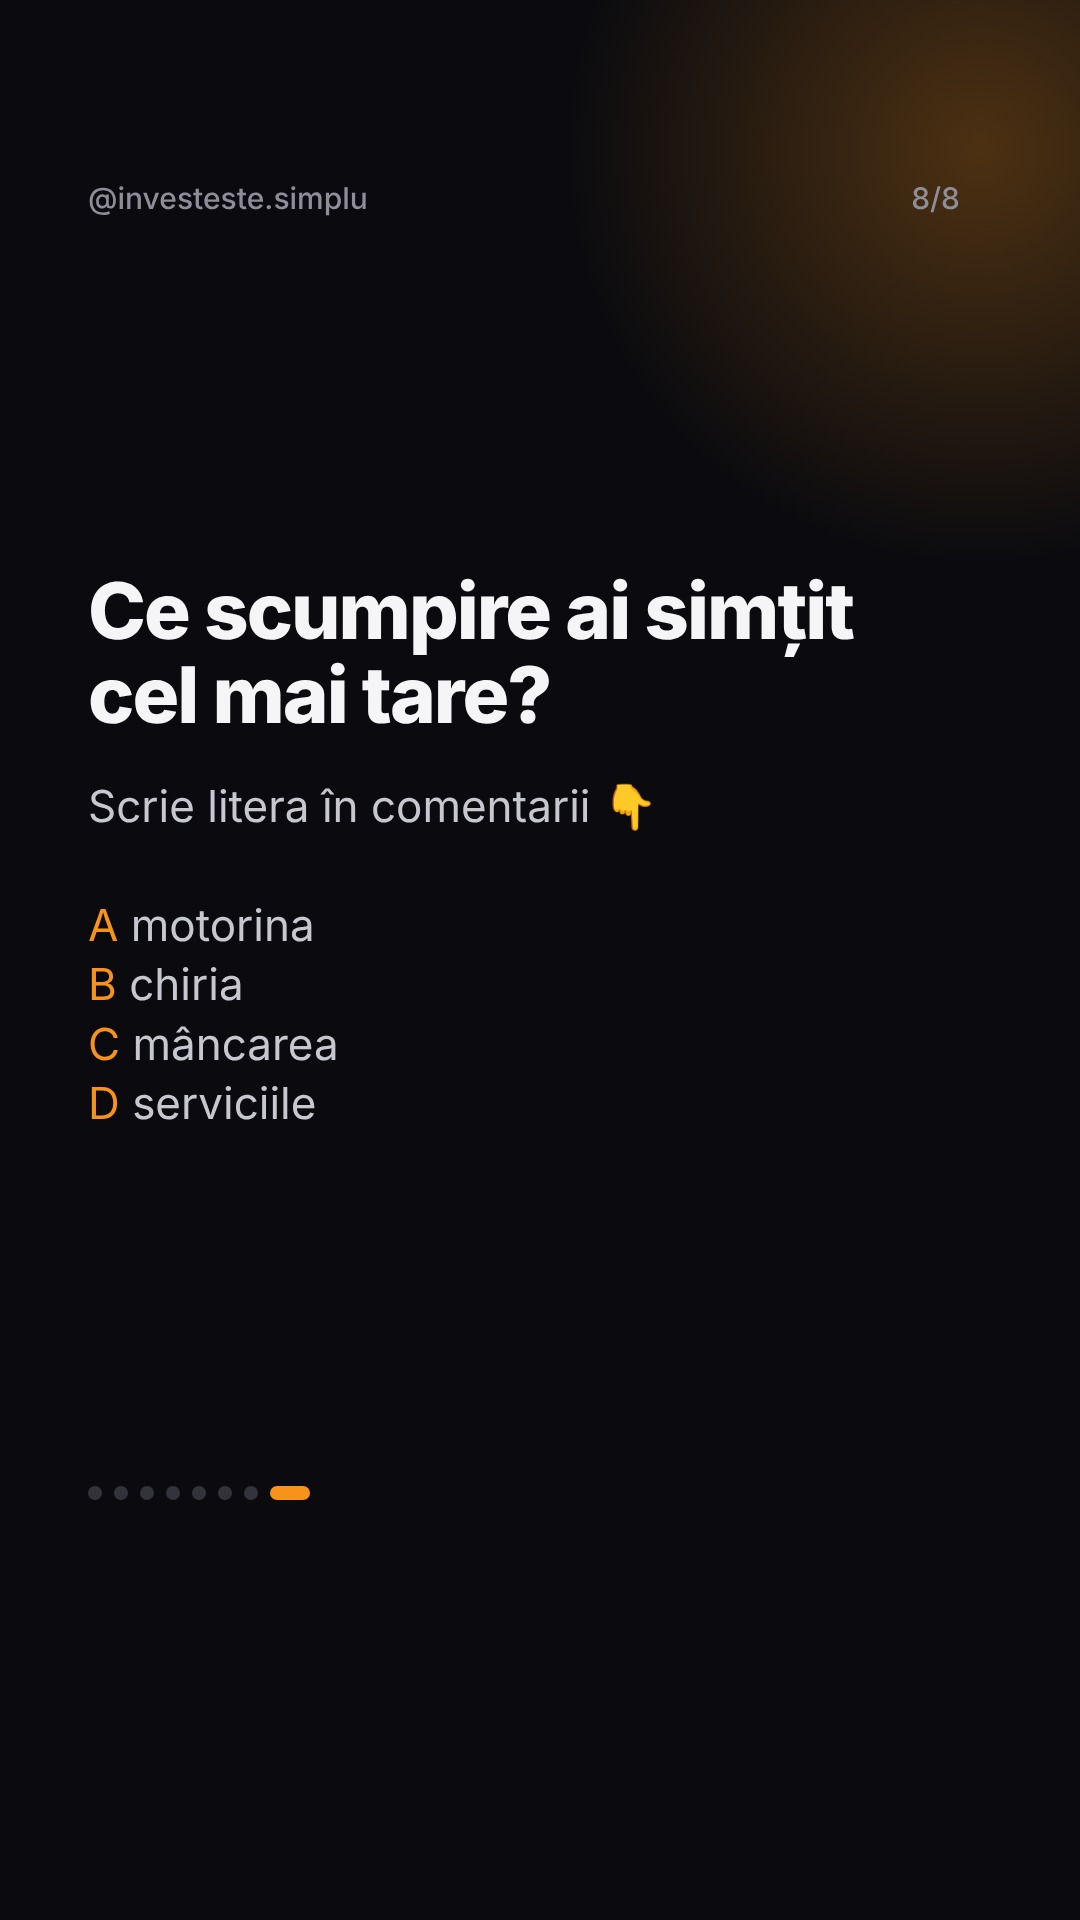 @investeste.simplu 8/8
Ce scumpire ai simțit
cel mai tare?
Scrie litera în comentarii 👇
A motorina
B chiria
C mâncarea
D serviciile